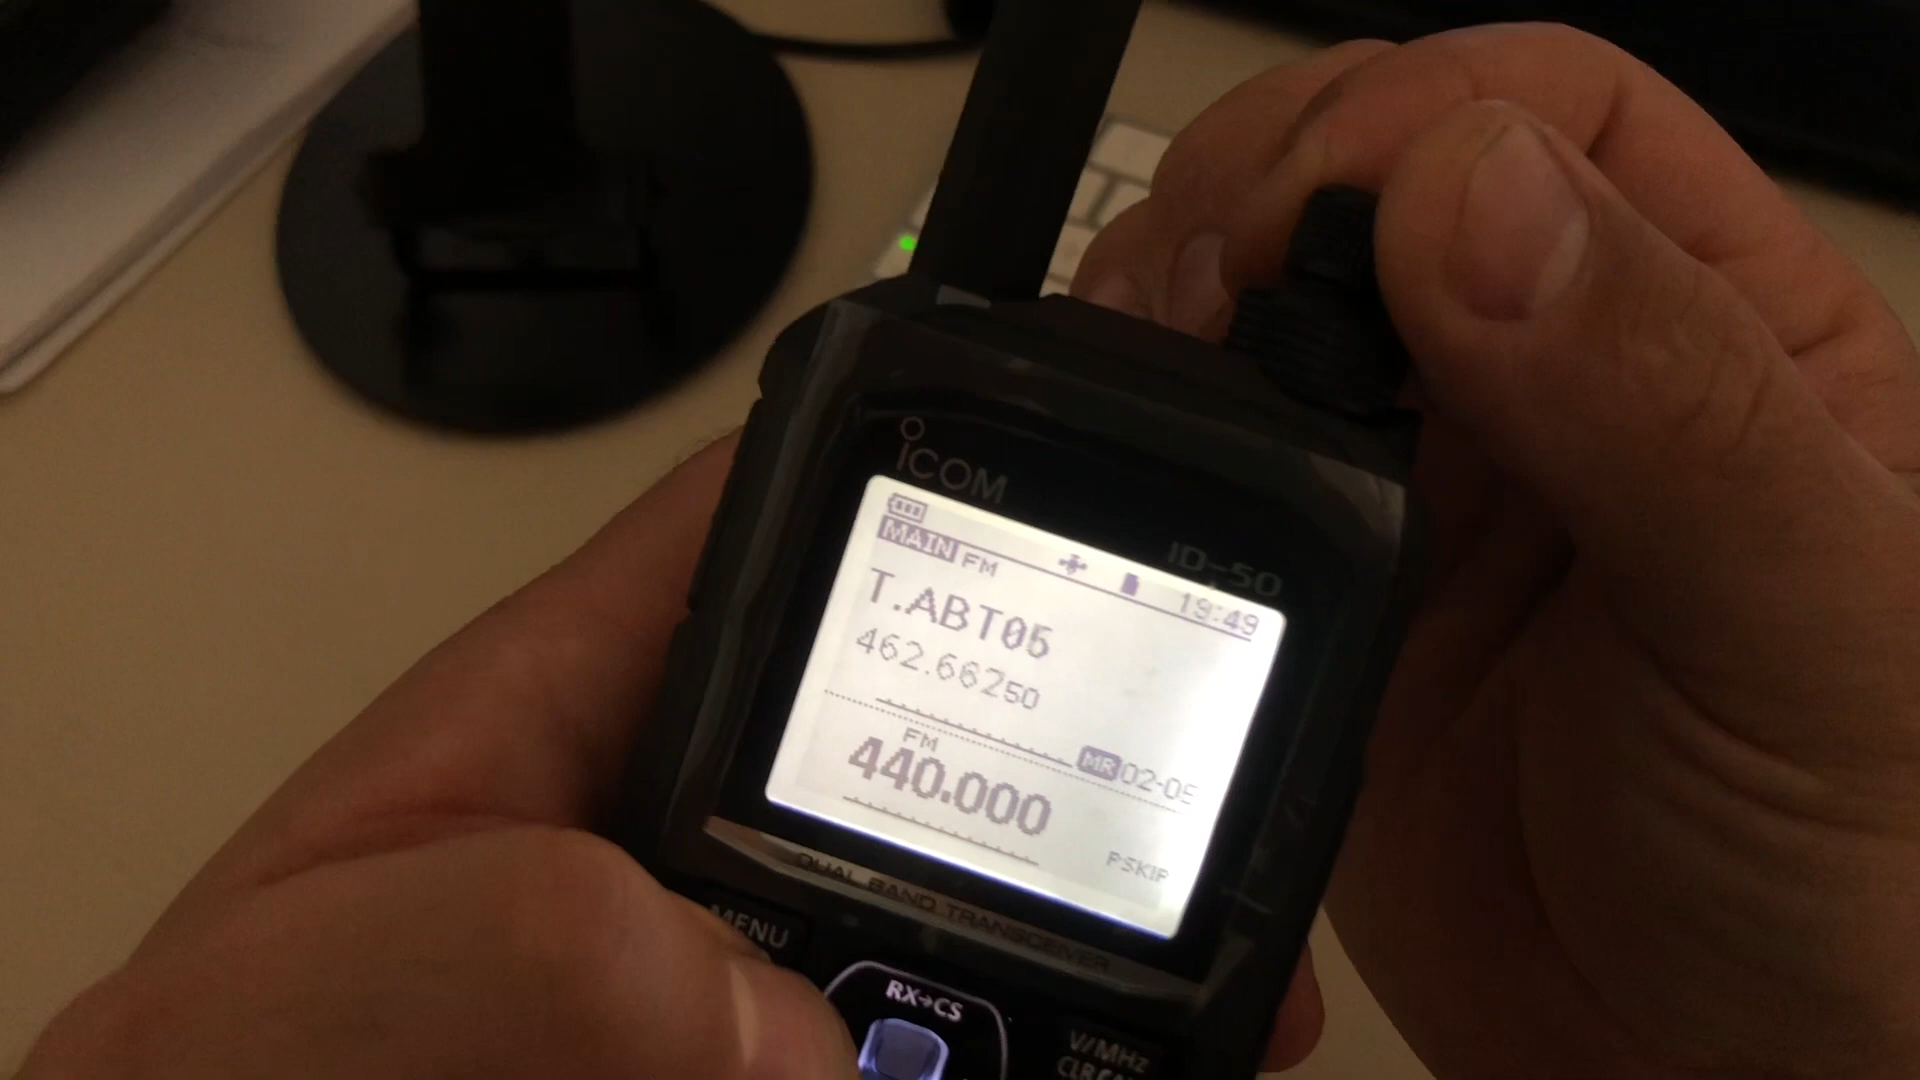 ICOM
ID-50
MAIN FM
19:49
T.ABT05
462.66250
MR 02-05
FM
440.000
PSKIP
DUAL BAND TRANSCEIVER
MENU
RX→CS
V/MHz